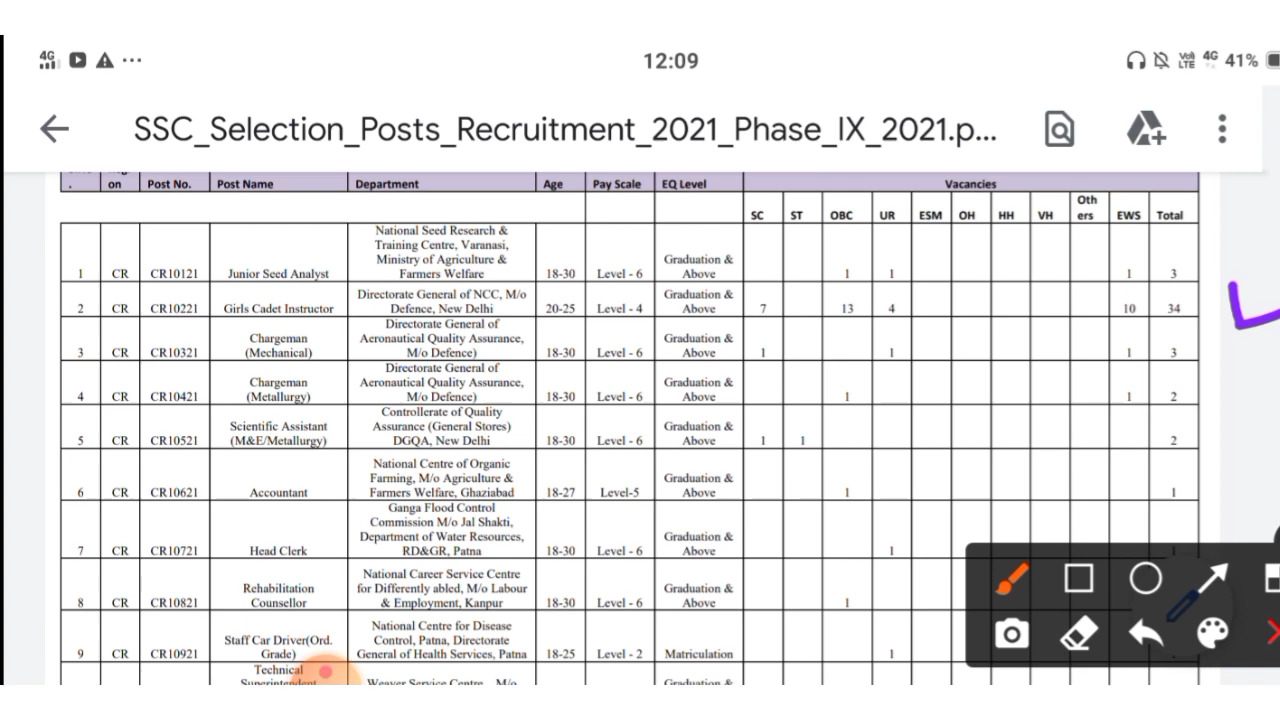 4G ... 12:09 VoI) LTE 4G 41%
SSC_Selection_Posts_Recruitment_2021_Phase_IX_2021.p...
. on Post No. Post Name Department Age Pay Scale EQ Level Vacancies
SC ST OBC UR ESM OH HH VH Oth ers EWS Total
National Seed Research &
Training Centre, Varanasi,
Ministry of Agriculture & Graduation &
1 CR CR10121 Junior Seed Analyst Farmers Welfare 18-30 Level - 6 Above 1 1 1 3
Directorate General of NCC, M/o Graduation &
2 CR CR10221 Girls Cadet Instructor Defence, New Delhi 20-25 Level - 4 Above 7 13 4 10 34
Directorate General of
Chargeman Aeronautical Quality Assurance, Graduation &
3 CR CR10321 (Mechanical) M/o Defence) 18-30 Level - 6 Above 1 1 1 3
Directorate General of
Chargeman Aeronautical Quality Assurance, Graduation &
4 CR CR10421 (Metallurgy) M/o Defence) 18-30 Level - 6 Above 1 1 2
Controllerate of Quality
Scientific Assistant Assurance (General Stores) Graduation &
5 CR CR10521 (M&E/Metallurgy) DGQA, New Delhi 18-30 Level - 6 Above 1 1 2
National Centre of Organic
Farming, M/o Agriculture & Graduation &
6 CR CR10621 Accountant Farmers Welfare, Ghaziabad 18-27 Level-5 Above 1 1
Ganga Flood Control
Commission M/o Jal Shakti,
Department of Water Resources, Graduation &
7 CR CR10721 Head Clerk RD&GR, Patna 18-30 Level - 6 Above 1 1
National Career Service Centre
Rehabilitation for Differently abled, M/o Labour Graduation &
8 CR CR10821 Counsellor & Employment, Kanpur 18-30 Level - 6 Above 1
National Centre for Disease
Staff Car Driver(Ord. Control, Patna, Directorate
9 CR CR10921 Grade) General of Health Services, Patna 18-25 Level - 2 Matriculation 1
Technical
Superintendent Weaver Service Centre, M/o Graduation &